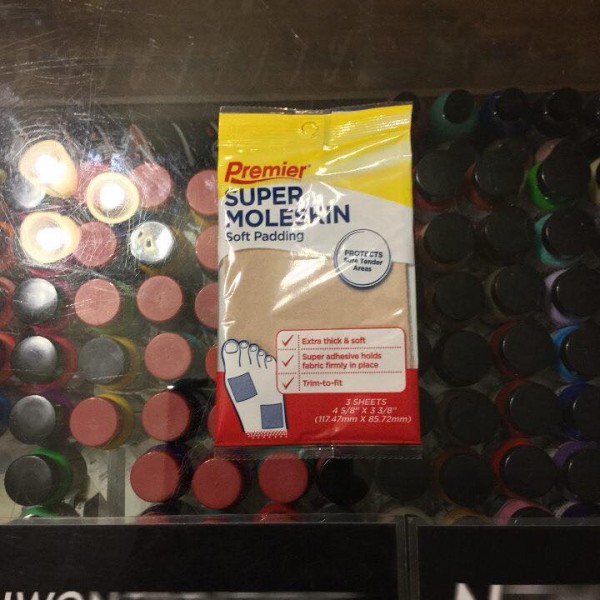 Premier
SUPER
MOLESKIN
Soft Padding
PROTECTS
Sore Tender
Areas
Extra thick & soft
Super adhesive holds
fabric firmly in place
Trim-to-fit
3 SHEETS
4 5/8" X 3 3/8"
(117.47mm X 85.72mm)